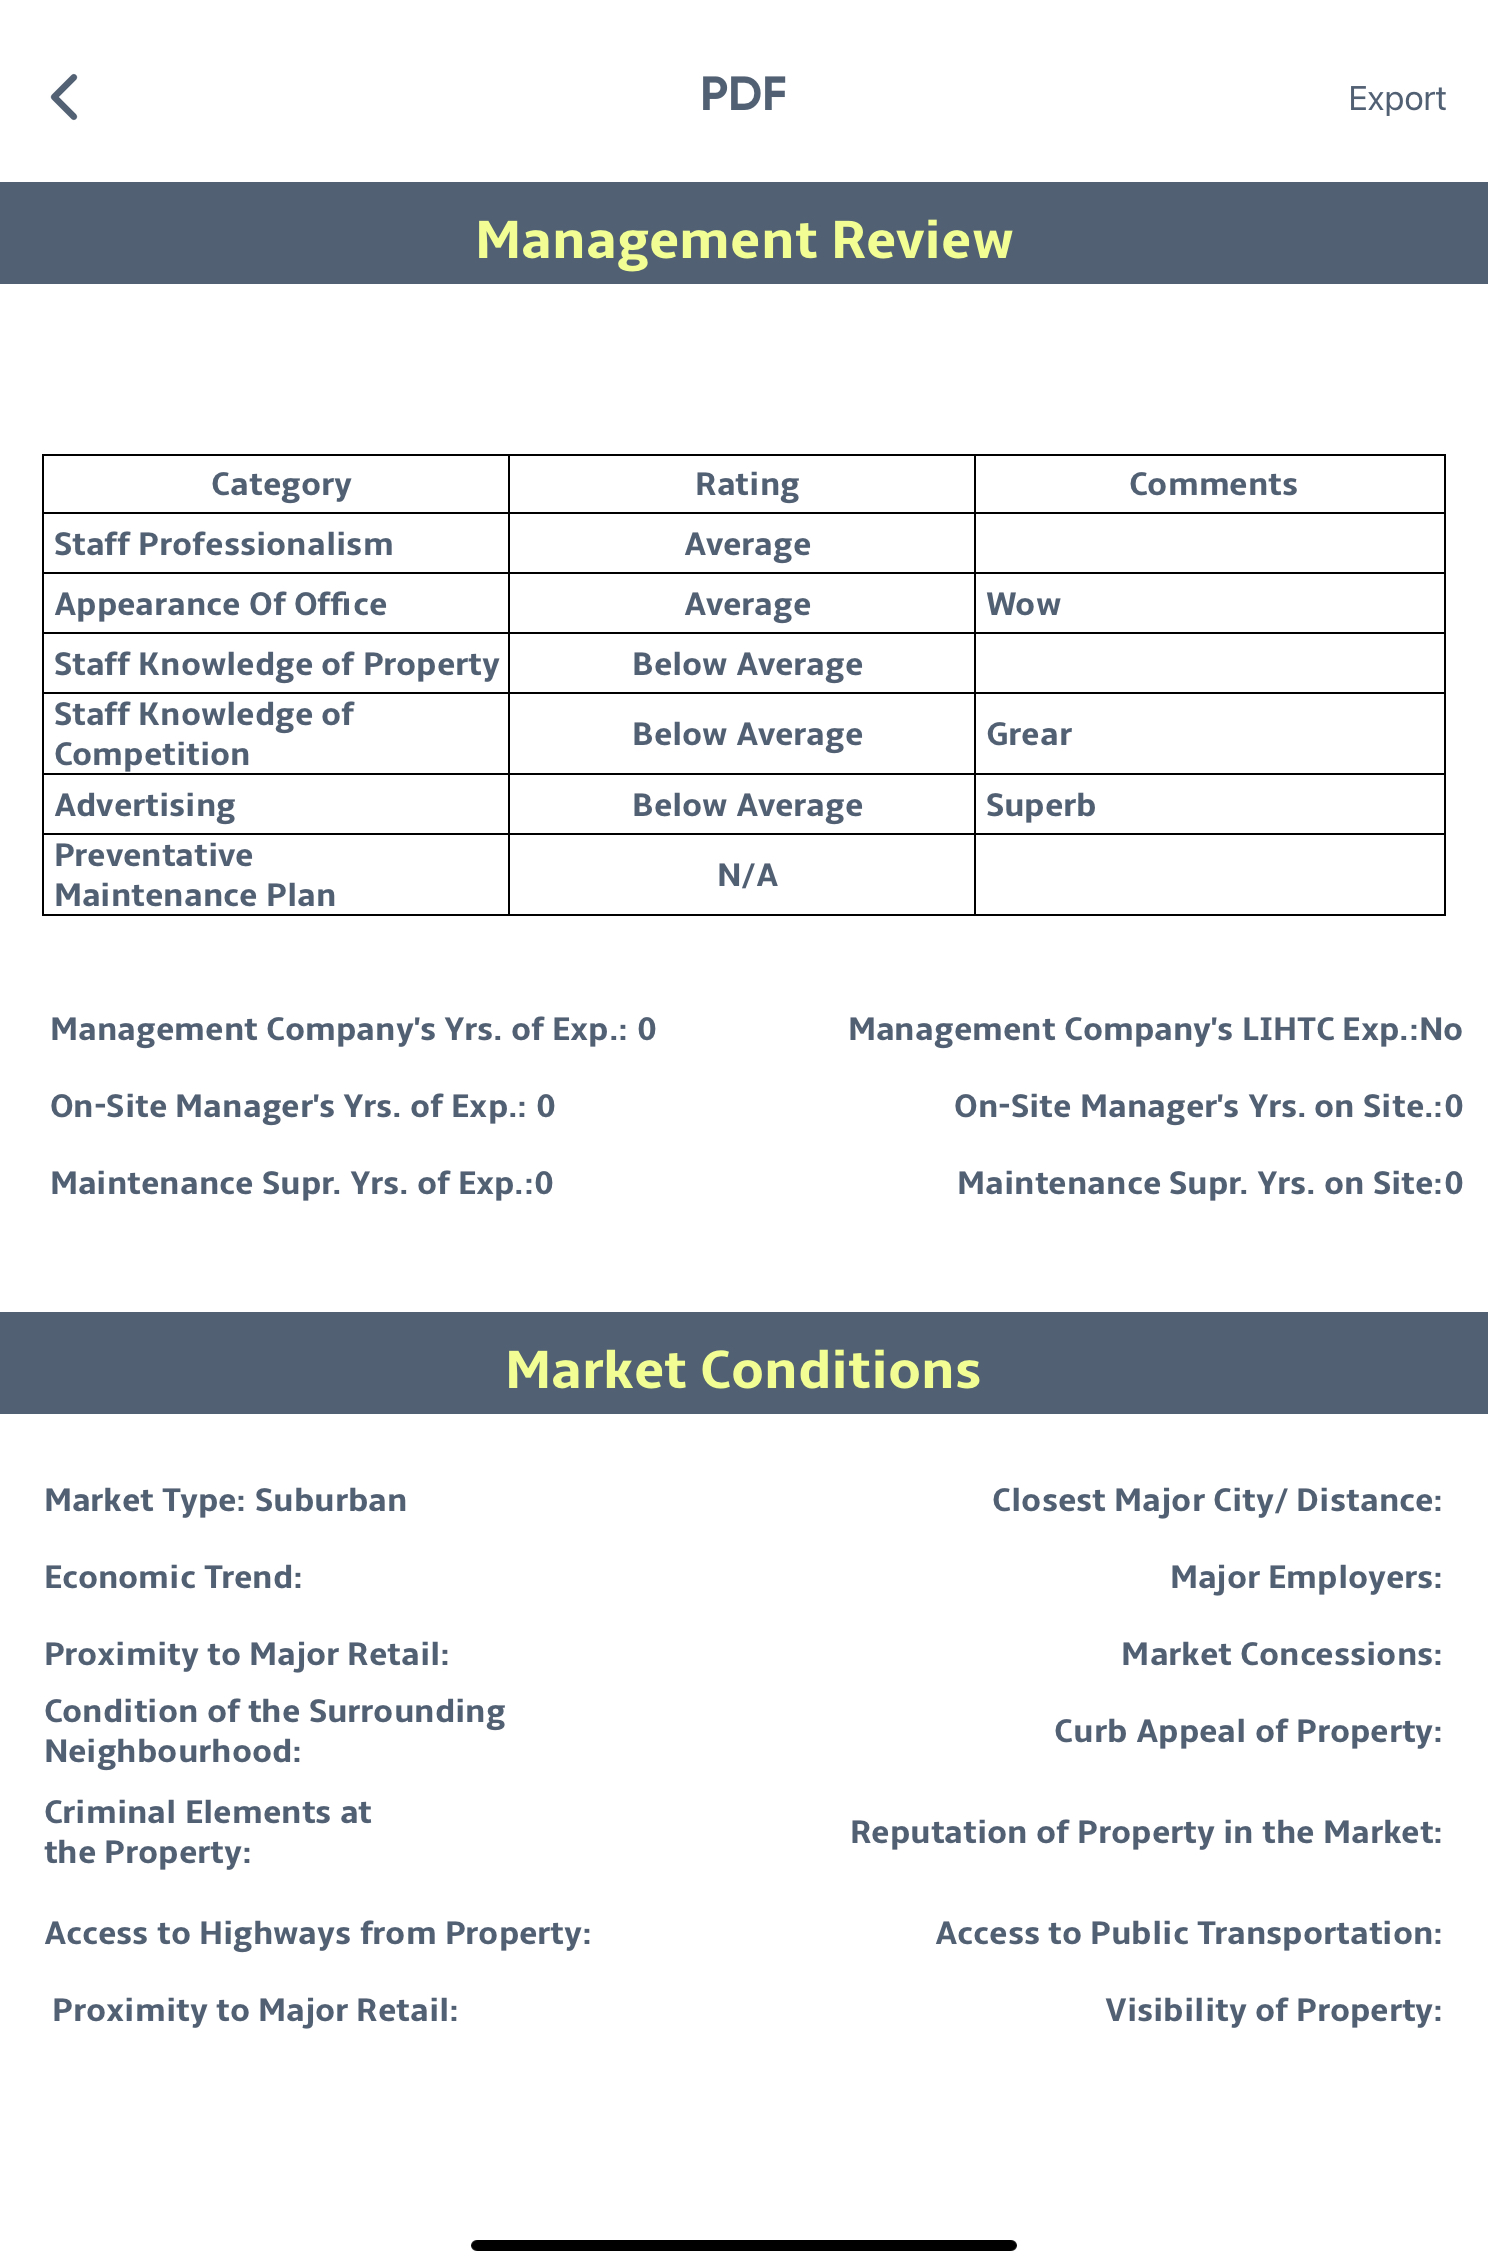 PDF
Export
Management Review
Category Rating Comments
Staff Professionalism Average
Appearance Of Office Average Wow
Staff Knowledge of Property Below Average
Staff Knowledge of
Competition Below Average Grear
Advertising Below Average Superb
Preventative
Maintenance Plan N/A
Management Company's Yrs. of Exp.: 0 Management Company's LIHTC Exp.:No
On-Site Manager's Yrs. of Exp.: 0 On-Site Manager's Yrs. on Site.:0
Maintenance Supr. Yrs. of Exp.:0 Maintenance Supr. Yrs. on Site:0
Market Conditions
Market Type: Suburban Closest Major City/ Distance:
Economic Trend: Major Employers:
Proximity to Major Retail: Market Concessions:
Condition of the Surrounding
Neighbourhood: Curb Appeal of Property:
Criminal Elements at
the Property: Reputation of Property in the Market:
Access to Highways from Property: Access to Public Transportation:
Proximity to Major Retail: Visibility of Property: